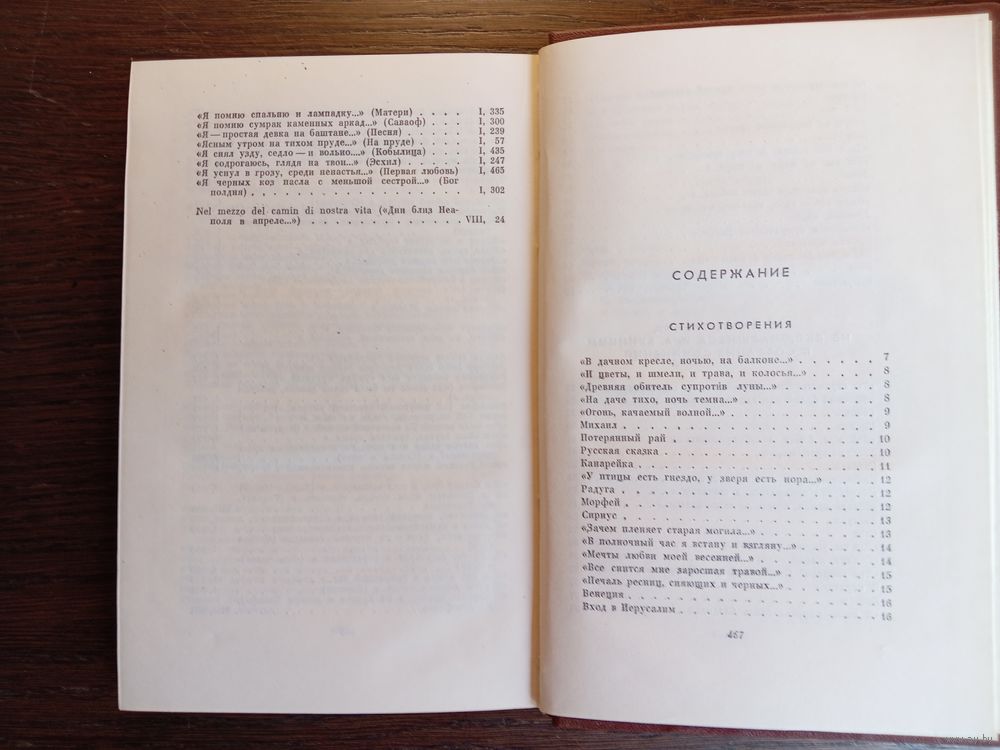 «Я помню спальню и лампадку...» (Матери) . . . . I, 335
«Я помню сумрак каменных аркад...» (Саваоф) . . . I, 300
«Я — простая девка на баштане...» (Песня) . . . . . I, 239
«Ясным утром на тихом пруде...» (На пруде) . . . . I, 57
«Я снял узду, седло — и вольно....» (Кобылица) . . . . I, 435
«Я содрогаюсь, глядя на твои...» (Эсхил) . . . . . I, 247
«Я уснул в грозу, среди ненастья...» (Первая любовь) I, 465
«Я черных коз пасла с меньшой сестрой...» (Бог
полдня) . . . . . . . . . . . . . . . . I, 302
Nel mezzo del camin di nostra vita («Дни близ Неа-
поля в апреле...») . . . . . . . . . . . . . VIII, 24
СОДЕРЖАНИЕ
СТИХОТВОРЕНИЯ
«В дачном кресле, ночью, на балконе...» . . . . . . 7
«И цветы, и шмели, и трава, и колосья...» . . . . . 8
«Древняя обитель супротив луны...» . . . . . . . 8
«На даче тихо, ночь темна...» . . . . . . . . . . 8
«Огонь, качаемый волной...» . . . . . . . . . . . 9
Михаил . . . . . . . . . . . . . . . . . . 9
Потерянный рай . . . . . . . . . . . . . . . 10
Русская сказка . . . . . . . . . . . . . . . 10
Канарейка . . . . . . . . . . . . . . . . . 11
«У птицы есть гнездо, у зверя есть нора...» . . . . 12
Радуга . . . . . . . . . . . . . . . . . . 12
Морфей . . . . . . . . . . . . . . . . . . 12
Сириус . . . . . . . . . . . . . . . . . . 13
«Зачем пленяет старая могила...» . . . . . . . . 13
«В полночный час я встану и взгляну...» . . . . . . 14
«Мечты любви моей весенней...» . . . . . . . . . 14
«Все снится мне заросшая травой...» . . . . . . . 15
«Печаль ресниц, сияющих и черных...» . . . . . . . 15
Венеция . . . . . . . . . . . . . . . . . . 16
Вход в Иерусалим . . . . . . . . . . . . . . 16
467